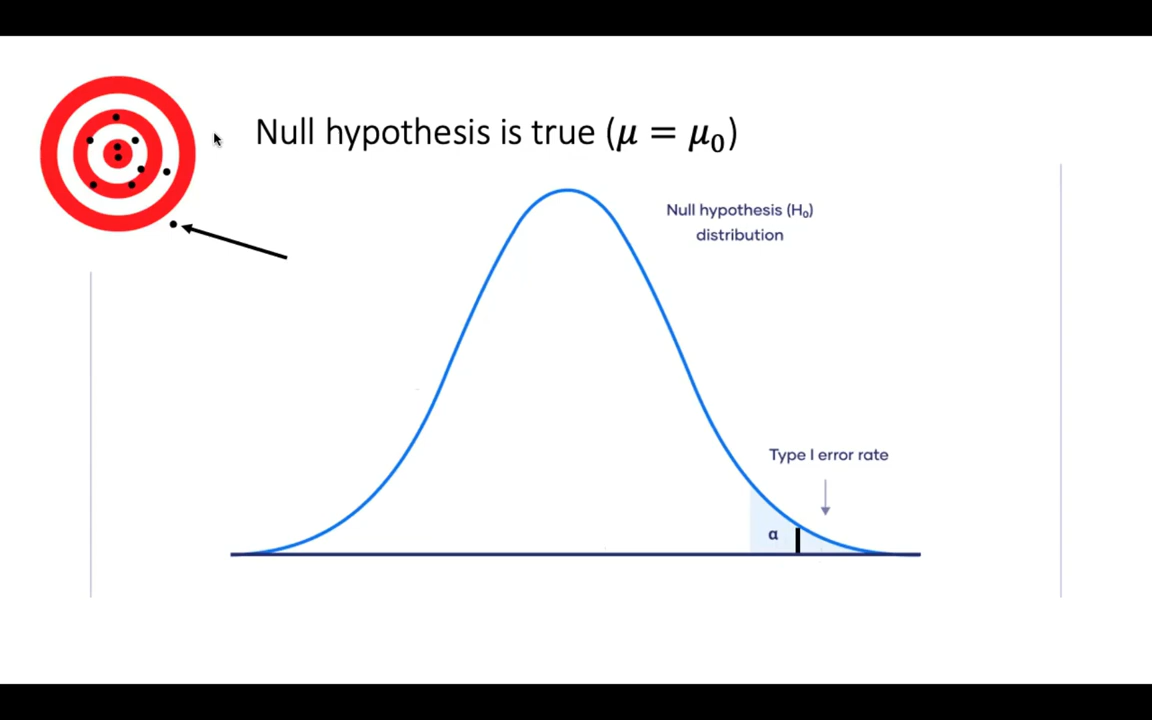 Null hypothesis is true (μ = μ₀)
Null hypothesis (H₀)
distribution
Type I error rate
α